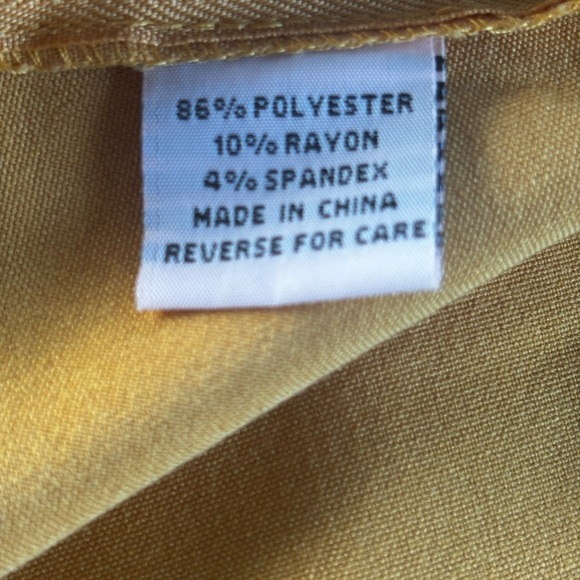 86% POLYESTER
10% RAYON
4% SPANDEX
MADE IN CHINA
REVERSE FOR CARE